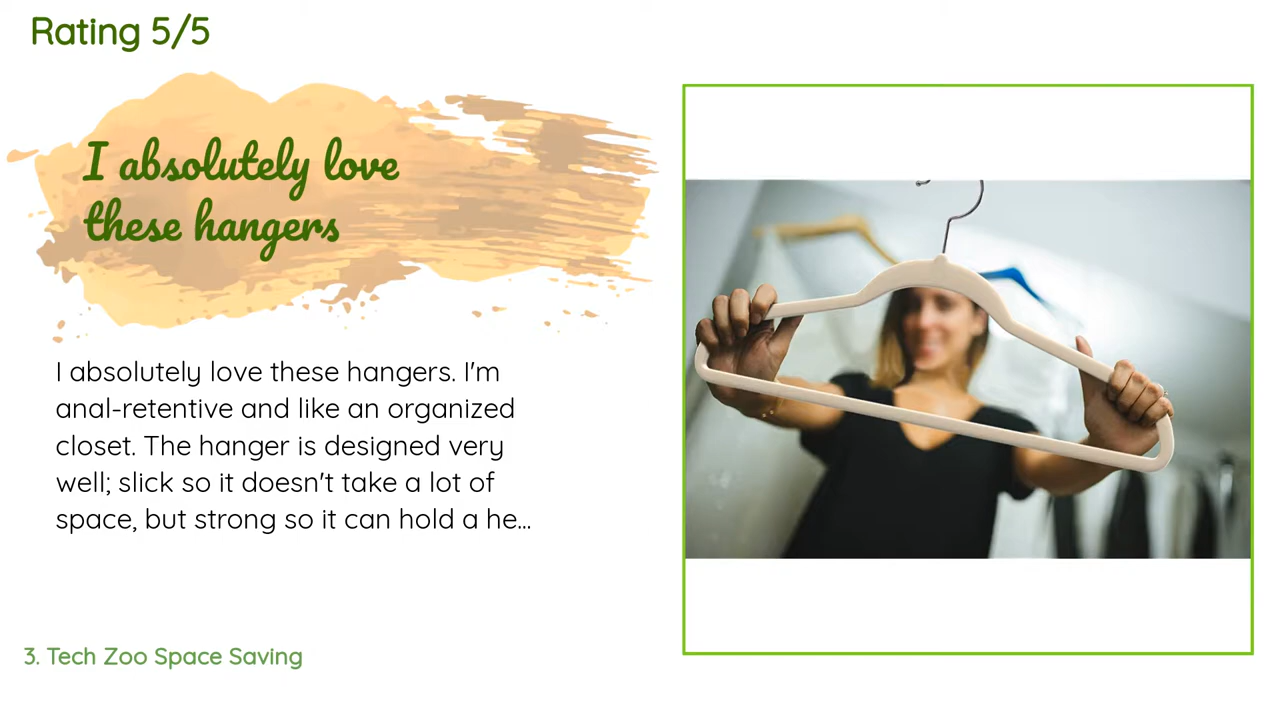 Rating 5/5
I absolutely love
these hangers
I absolutely love these hangers. I'm
anal-retentive and like an organized
closet. The hanger is designed very
well; slick so it doesn't take a lot of
space, but strong so it can hold a he...
3. Tech Zoo Space Saving